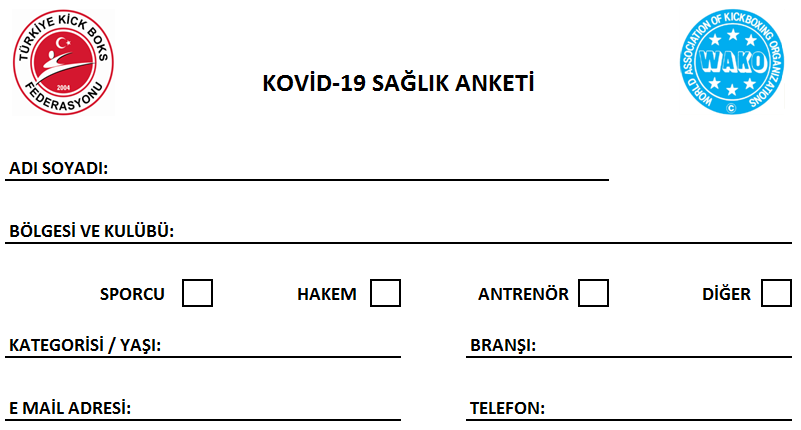 TÜRKİYE KİCK BOKS
FEDERASYONU
2004
WORLD ASSOCIATION OF KICKBOXING ORGANIZATIONS
WAKO
©
KOVİD-19 SAĞLIK ANKETİ
ADI SOYADI:
BÖLGESİ VE KULÜBÜ:
SPORCU HAKEM ANTRENÖR DİĞER
KATEGORİSİ / YAŞI: BRANŞI:
E MAİL ADRESİ: TELEFON: